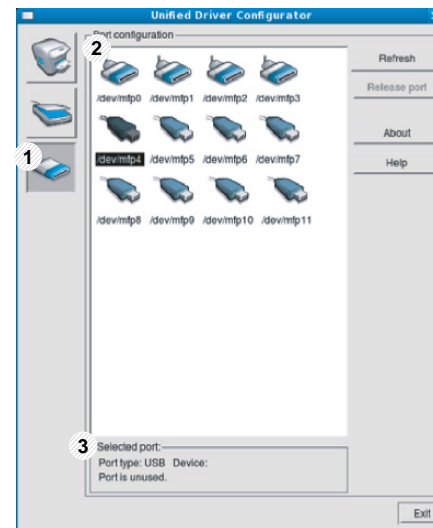 Unified Driver Configurator
Port configuration
2
Refresh
/dev/mfp0 /dev/mfp1 /dev/mfp2 /dev/mfp3
Release port
About
1
/dev/mfp4 /dev/mfp5 /dev/mfp6 /dev/mfp7
Help
/dev/mfp8 /dev/mfp9 /dev/mfp10 /dev/mfp11
3
Selected port:
Port type: USB Device:
Port is unused.
Exit